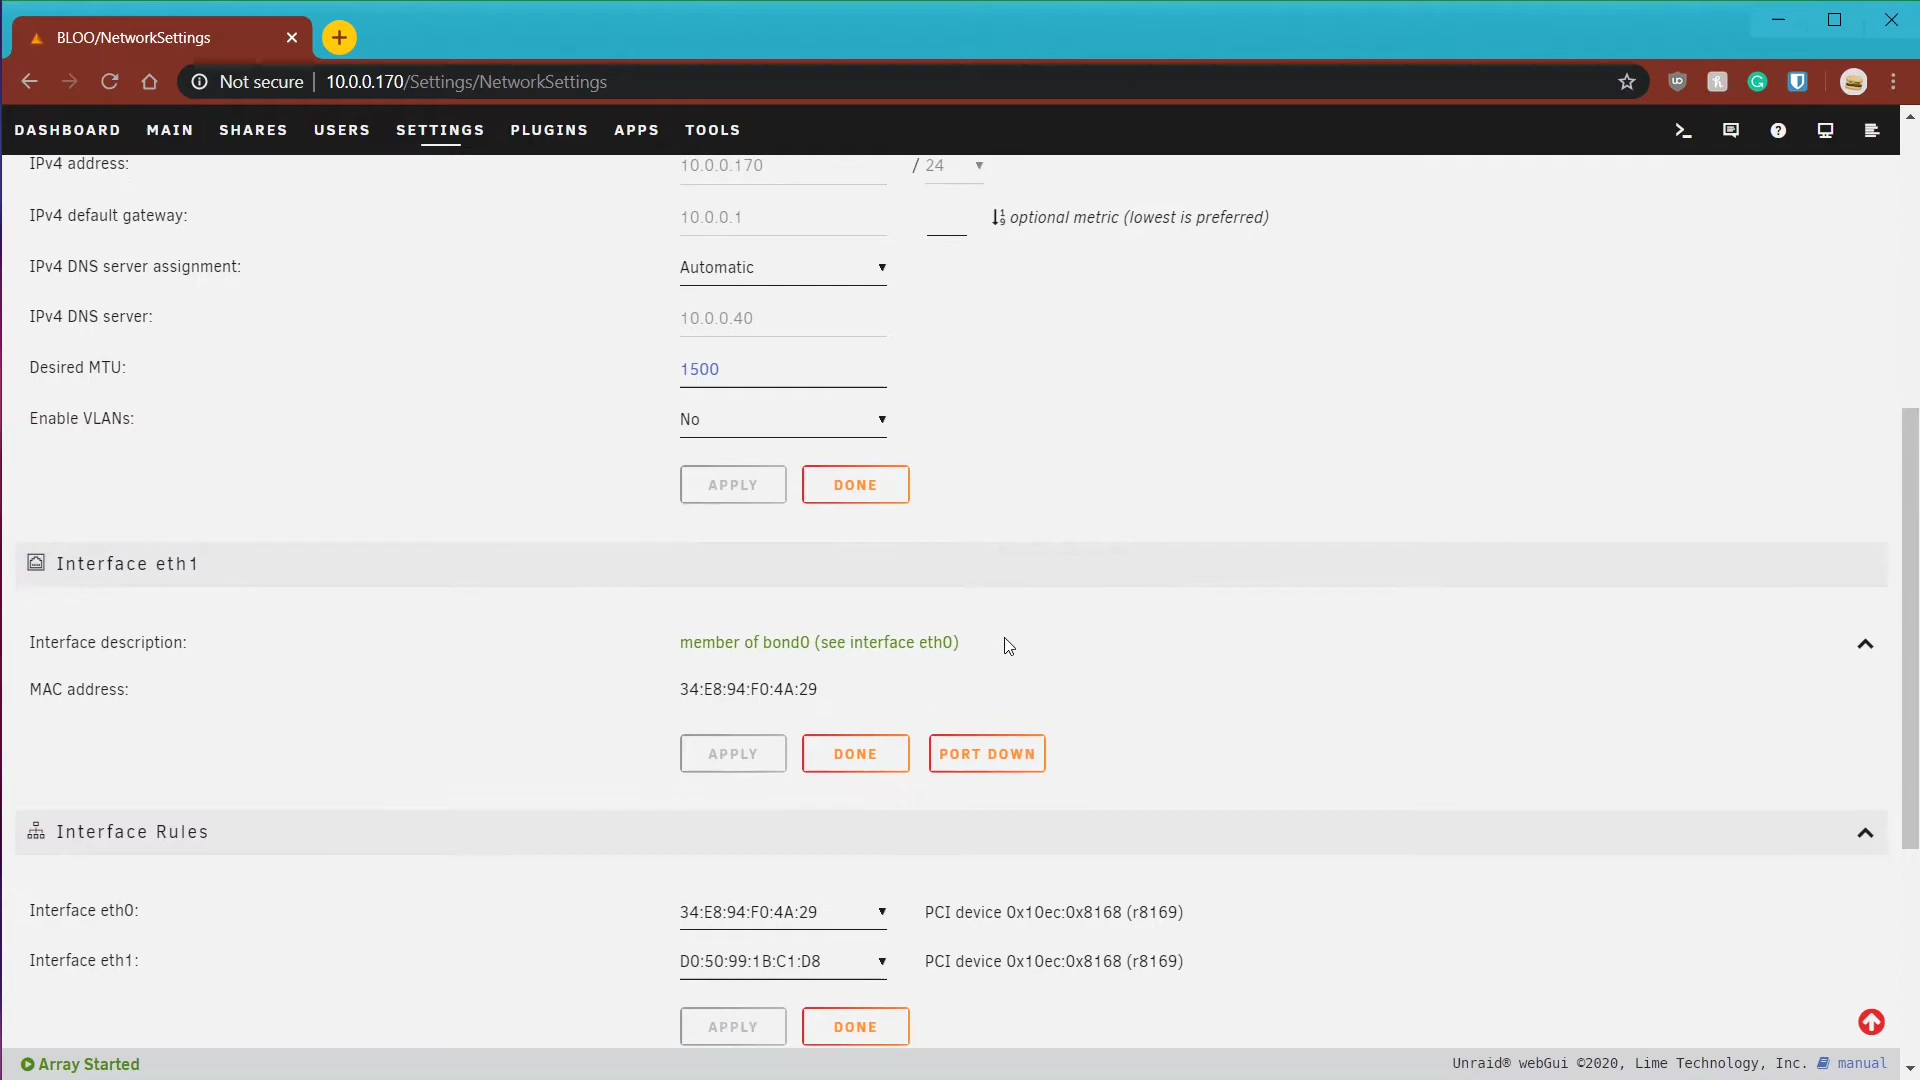 BLOO/NetworkSettings
Not secure | 10.0.0.170/Settings/NetworkSettings
DASHBOARD MAIN SHARES USERS SETTINGS PLUGINS APPS TOOLS
IPv4 address: 10.0.0.170 / 24
IPv4 default gateway: 10.0.0.1 optional metric (lowest is preferred)
IPv4 DNS server assignment: Automatic
IPv4 DNS server: 10.0.0.40
Desired MTU: 1500
Enable VLANs: No
APPLY DONE
Interface eth1
Interface description: member of bond0 (see interface eth0)
MAC address: 34:E8:94:F0:4A:29
APPLY DONE PORT DOWN
Interface Rules
Interface eth0: 34:E8:94:F0:4A:29 PCI device 0x10ec:0x8168 (r8169)
Interface eth1: D0:50:99:1B:C1:D8 PCI device 0x10ec:0x8168 (r8169)
APPLY DONE
Array Started
Unraid® webGui ©2020, Lime Technology, Inc. manual